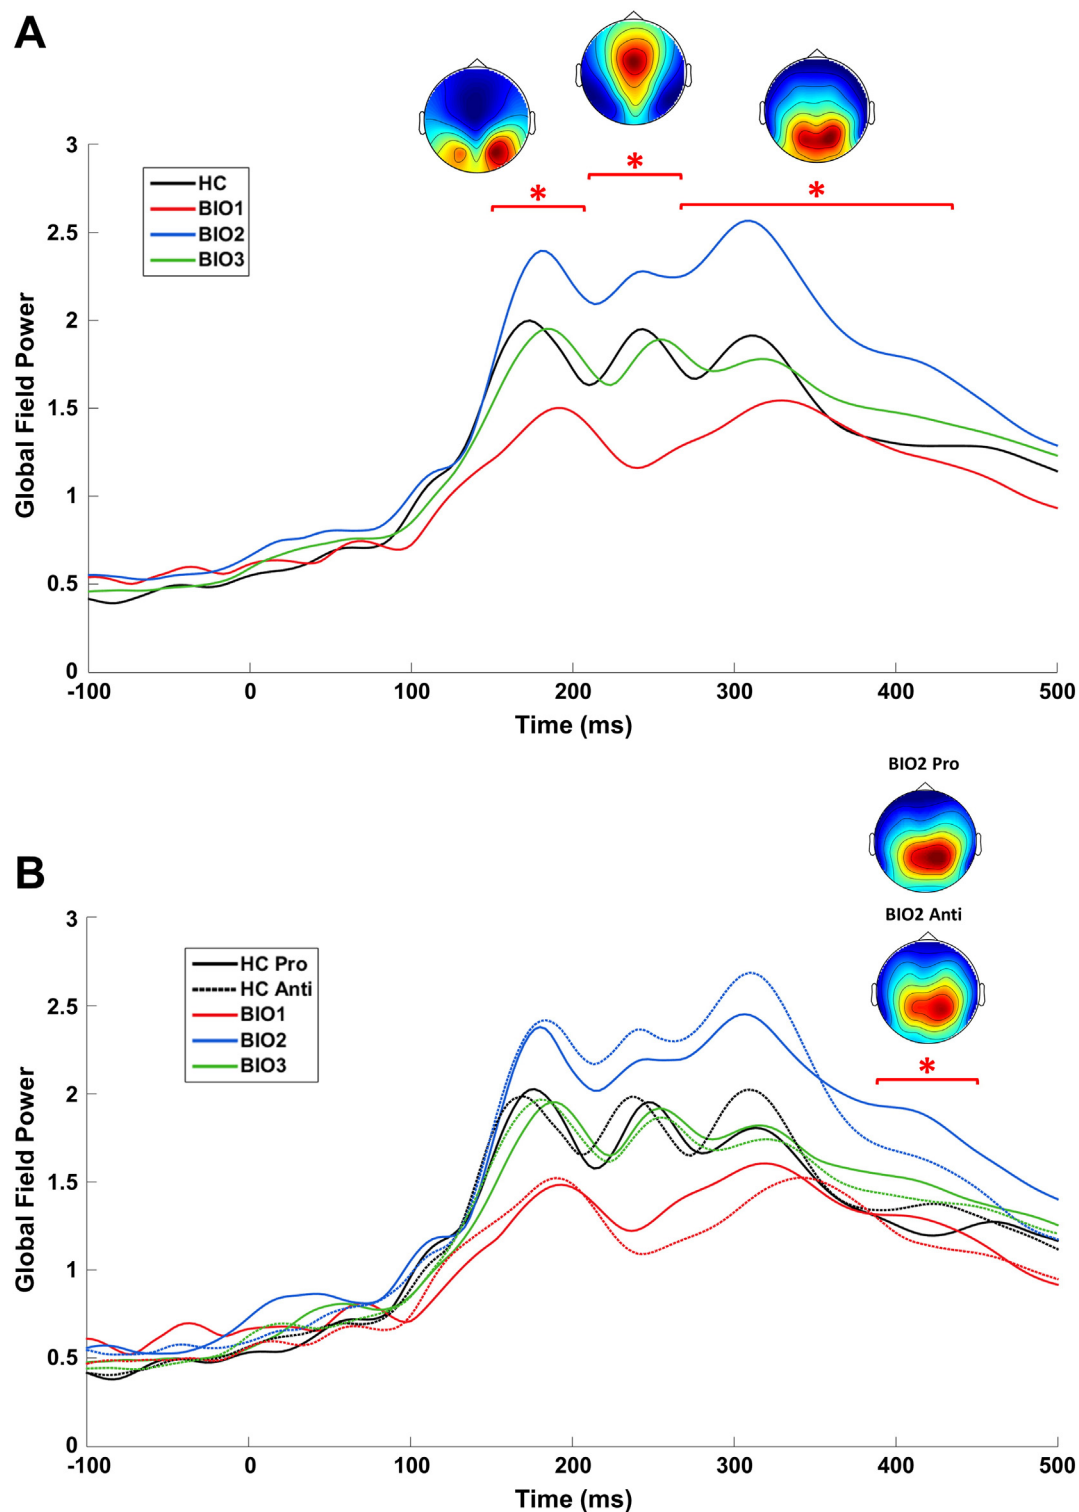 A
*
*
*
3
2.5
2
1.5
1
0.5
0
HC
BIO1
BIO2
BIO3
Global Field Power
-100
0
100
200
300
400
500
Time (ms)
BIO2 Pro
B
BIO2 Anti
*
3
2.5
2
1.5
1
0.5
0
HC Pro
HC Anti
BIO1
BIO2
BIO3
Global Field Power
-100
0
100
200
300
400
500
Time (ms)